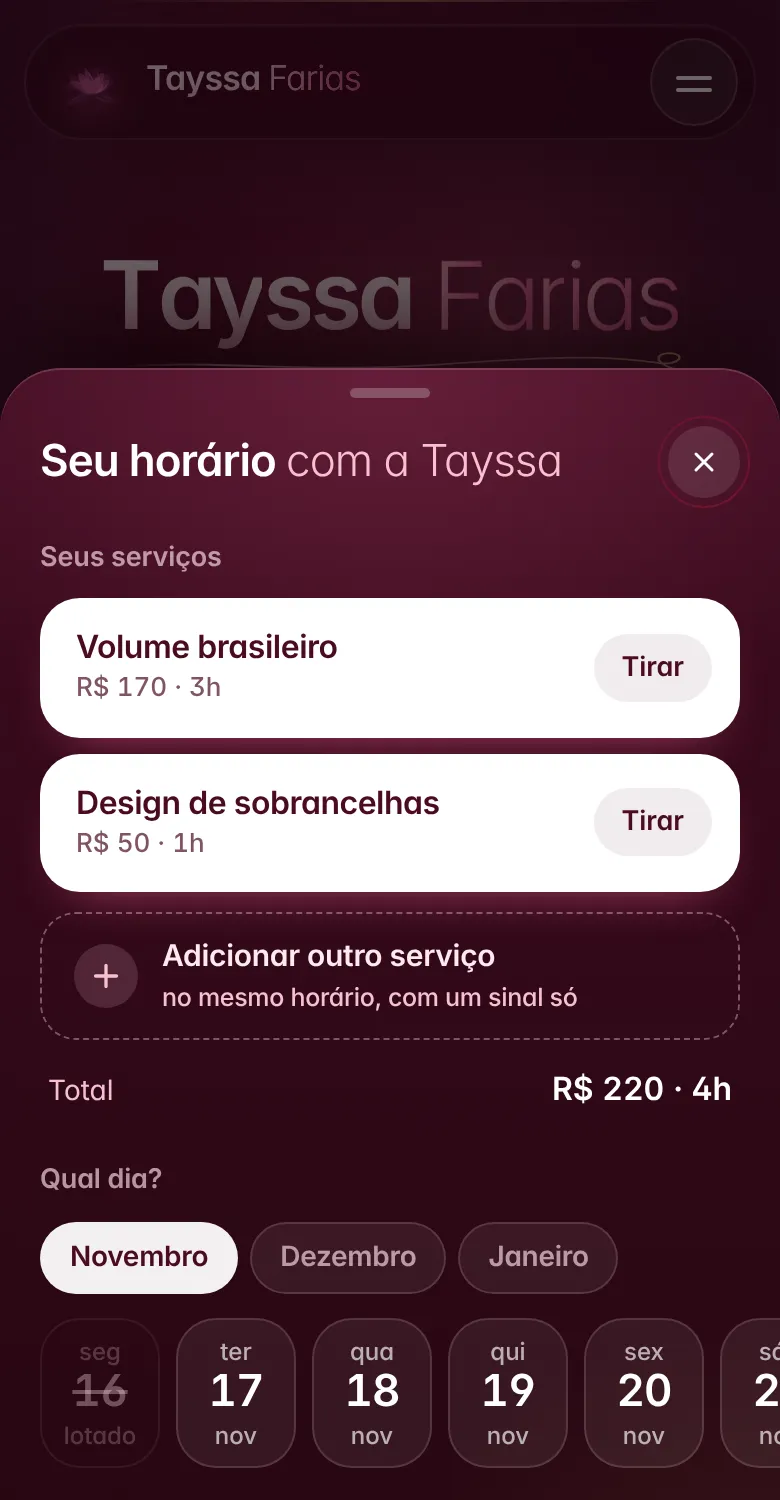 Tayssa Farias
Tayssa Farias
Seu horário com a Tayssa
Seus serviços
Volume brasileiro
R$ 170 · 3h
Tirar
Design de sobrancelhas
R$ 50 · 1h
Tirar
Adicionar outro serviço
no mesmo horário, com um sinal só
Total
R$ 220 · 4h
Qual dia?
Novembro Dezembro Janeiro
seg ter qua qui sex
16 17 18 19 20
lotado nov nov nov nov